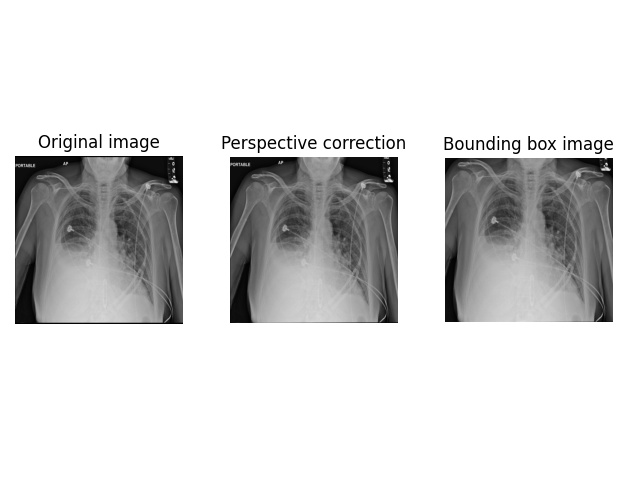 Original image
Perspective correction
Bounding box image
PORTABLE
AP
PORTABLE
AP